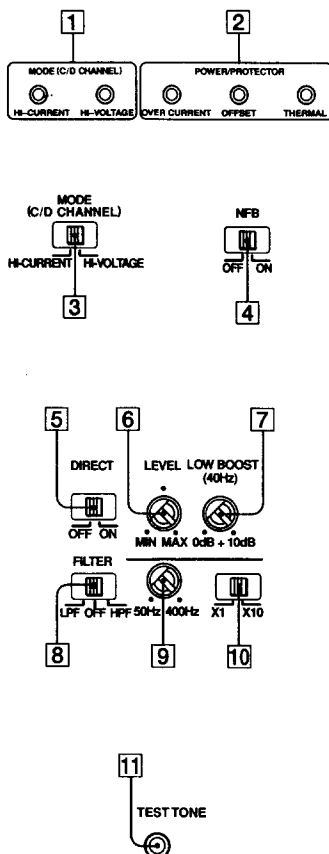 1 2
MODE (C/D CHANNEL) POWER/PROTECTOR
HI-CURRENT HI-VOLTAGE OVER CURRENT OFFSET THERMAL
MODE
(C/D CHANNEL) NFB
HI-CURRENT HI-VOLTAGE OFF ON
3 4
5 6 7
DIRECT LEVEL LOW BOOST
(40Hz)
OFF ON MIN MAX 0dB +10dB
FILTER
LPF OFF HPF 50Hz 400Hz X1 X10
8 9 10
11
TEST TONE